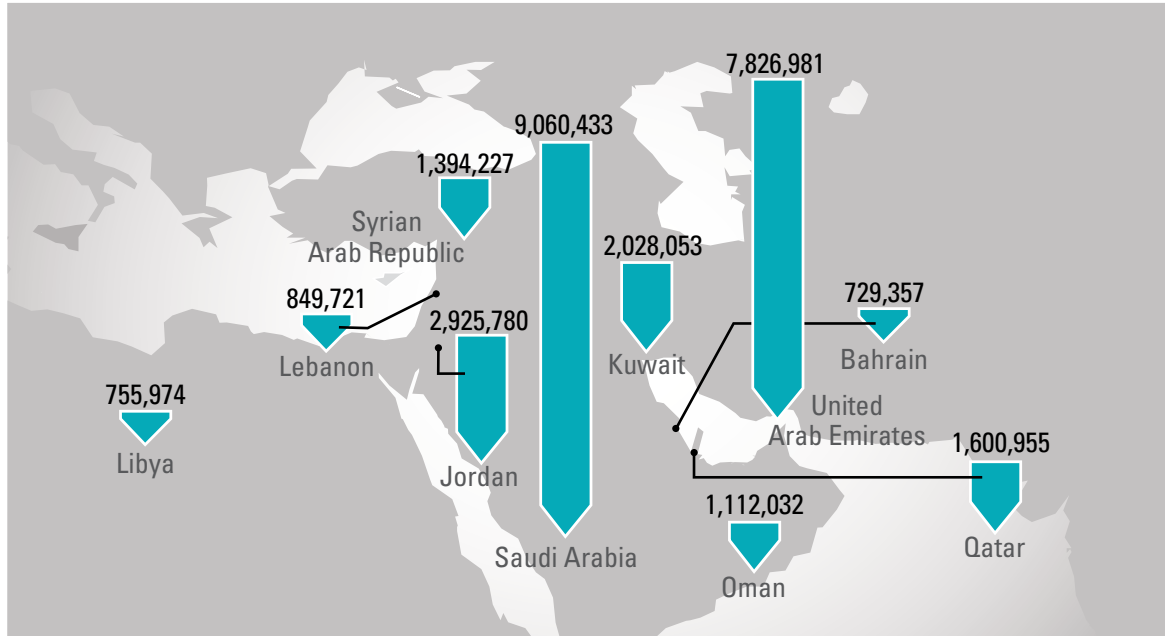 7,826,981
9,060,433
1,394,227
Syrian
Arab Republic
2,028,053
849,721
Lebanon
2,925,780
729,357
Kuwait
Bahrain
755,974
Libya
United
Arab Emirates
1,600,955
Jordan
1,112,032
Saudi Arabia
Qatar
Oman